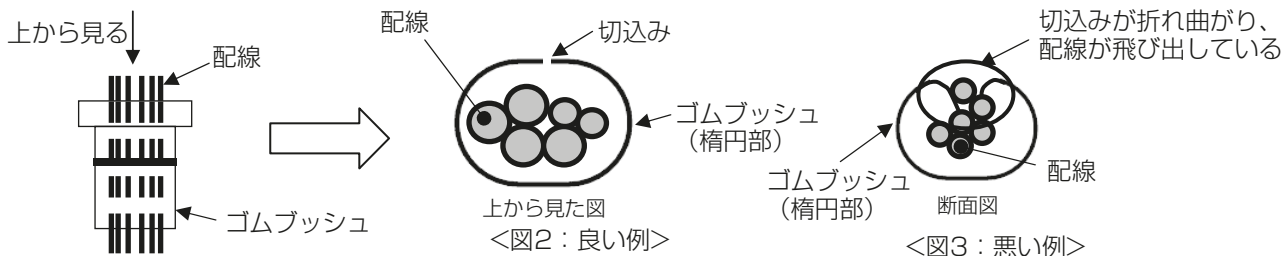 上から見る
配線
ゴムブッシュ
配線
切込み
ゴムブッシュ
（楕円部）
上から見た図
＜図2：良い例＞
切込みが折れ曲がり、
配線が飛び出している
ゴムブッシュ
（楕円部）
配線
断面図
＜図3：悪い例＞